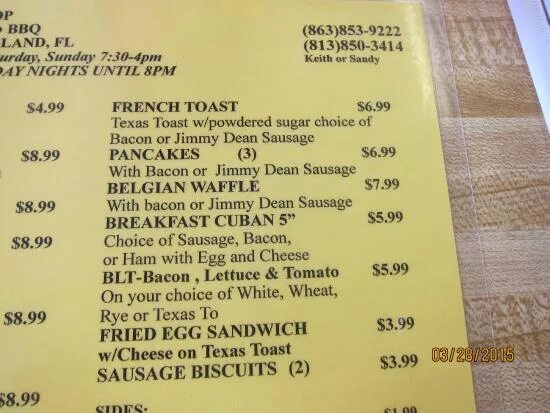 OP
BBQ
LAND, FL
urday, Sunday 7:30-4pm
DAY NIGHTS UNTIL 8PM
(863)853-9222
(813)850-3414
Keith or Sandy
$4.99
$8.99
$8.99
$8.99
$8.99
$8.99
FRENCH TOAST $6.99
Texas Toast w/powdered sugar choice of
Bacon or Jimmy Dean Sausage
PANCAKES (3) $6.99
With Bacon or Jimmy Dean Sausage
BELGIAN WAFFLE $7.99
With bacon or Jimmy Dean Sausage
BREAKFAST CUBAN 5” $5.99
Choice of Sausage, Bacon,
or Ham with Egg and Cheese
BLT-Bacon , Lettuce & Tomato $5.99
On your choice of White, Wheat,
Rye or Texas To
FRIED EGG SANDWICH $3.99
w/Cheese on Texas Toast
SAUSAGE BISCUITS (2) $3.99
SIDES:
$1.99
03/28/2015